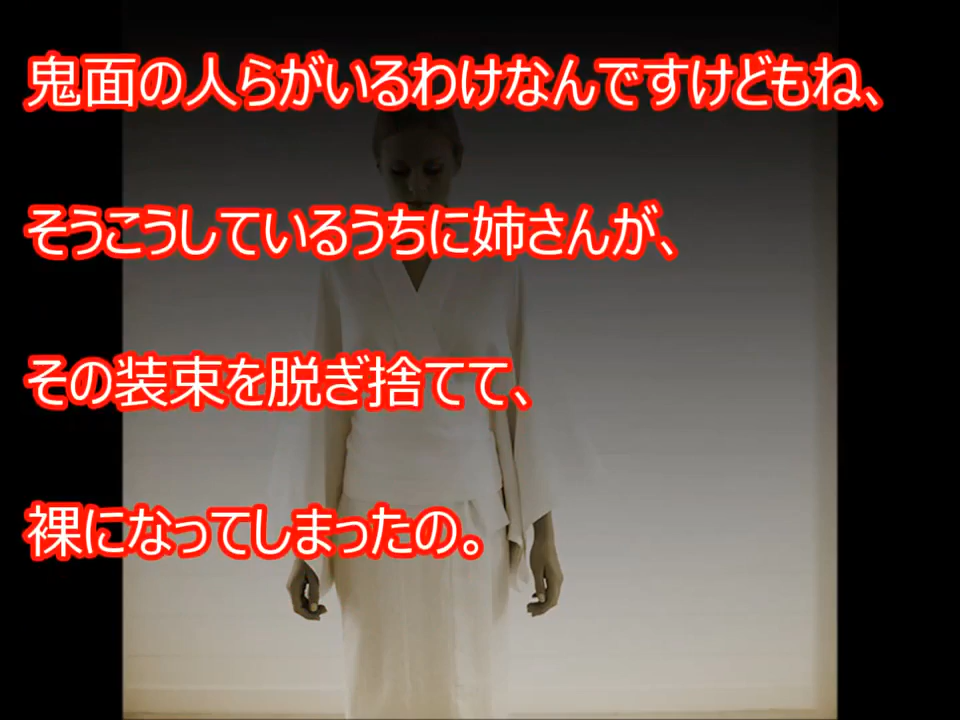 鬼面の人らがいるわけなんですけどもね、
そうこうしているうちに姉さんが、
その装束を脱ぎ捨てて、
裸になってしまったの。